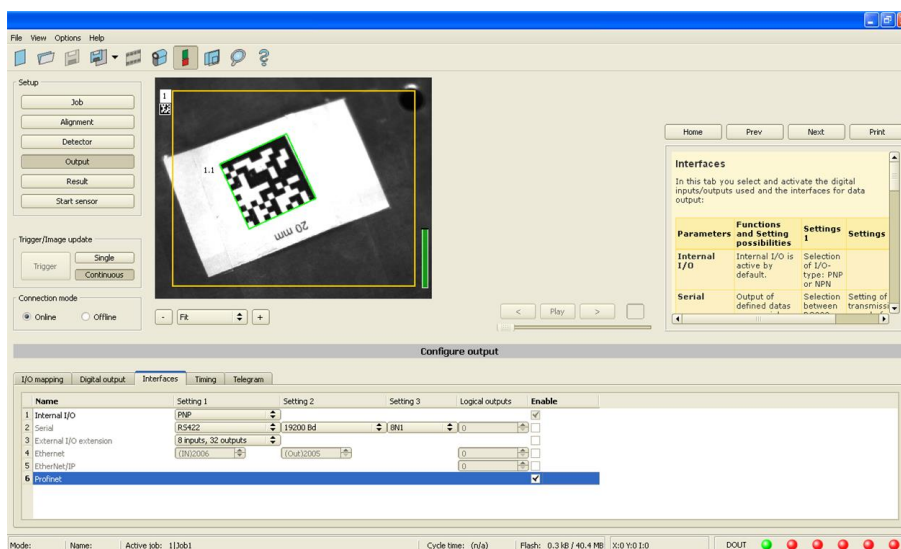 File View Options Help
Setup
Job
Alignment
Detector
Output
Result
Start sensor
Trigger/Image update
Trigger
Single
Continuous
Connection mode
Online Offline
1
1.1
20 mm
- Fit +
< Play >
Home Prev Next Print
Interfaces
In this tab you select and activate the digital
inputs/outputs used and the interfaces for data
output:
Parameters Functions and Setting possibilities Settings 1 Settings
Internal I/O Internal I/O is active by default. Selection of I/O-type: PNP or NPN
Serial Output of defined datas Selection between Setting of
Configure output
I/O mapping Digital output Interfaces Timing Telegram
Name Setting 1 Setting 2 Setting 3 Logical outputs Enable
1 Internal I/O PNP
2 Serial RS422 19200 Bd 8N1 0
3 External I/O extension 8 inputs, 32 outputs
4 Ethernet (IN)2006 (Out)2005 0
5 EtherNet/IP 0
6 Profinet
Mode: Name: Active job: 1|Job1 Cycle time: (n/a) Flash: 0.3 kB / 40.4 MB X:0 Y:0 I:0 DOUT